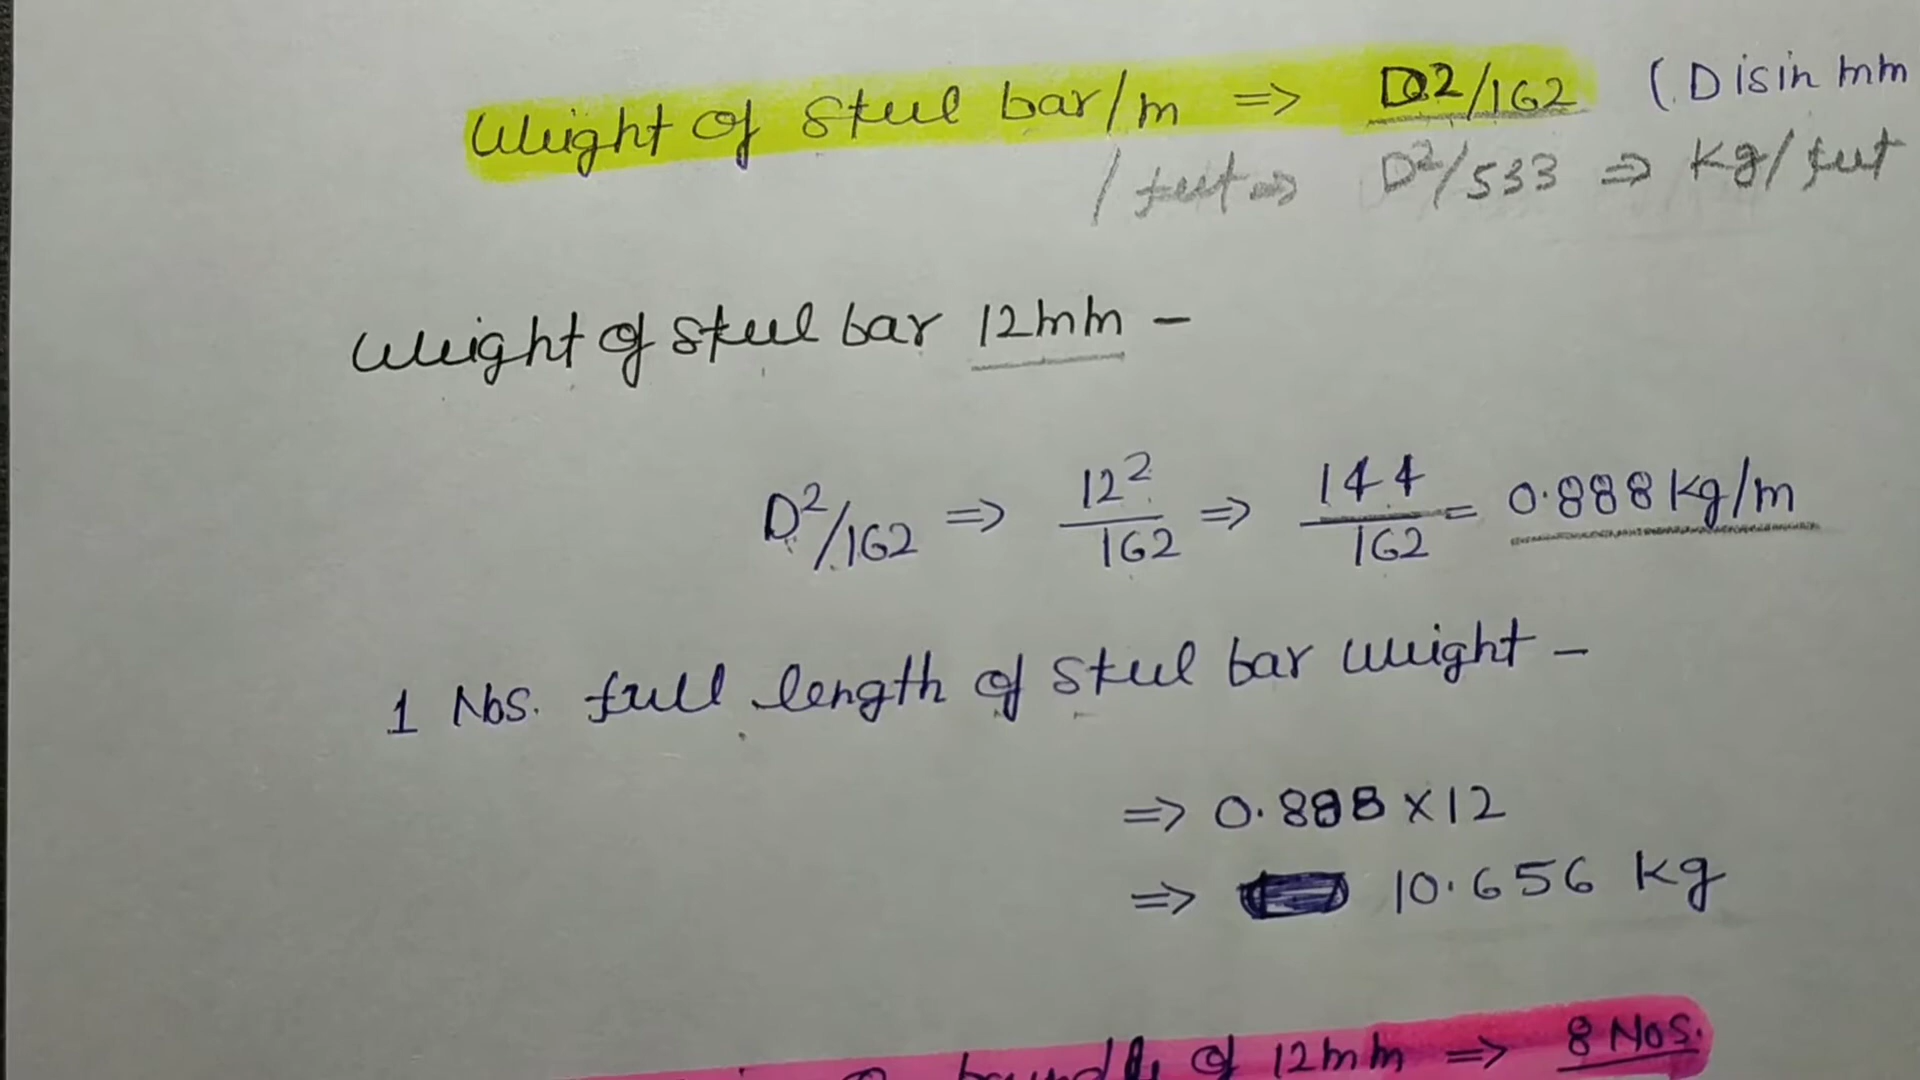 Weight of Steel bar/m => D2/162 (D is in mm
/ feet => D²/533 => Kg/feet
Weight of Steel bar 12mm -
D²/162 => 12²/162 => 144/162 = 0.888 kg/m
1 Nos. full length of Steel bar weight -
=> 0.888 × 12
=> 10.656 kg
bundle of 12mm => 8 Nos.